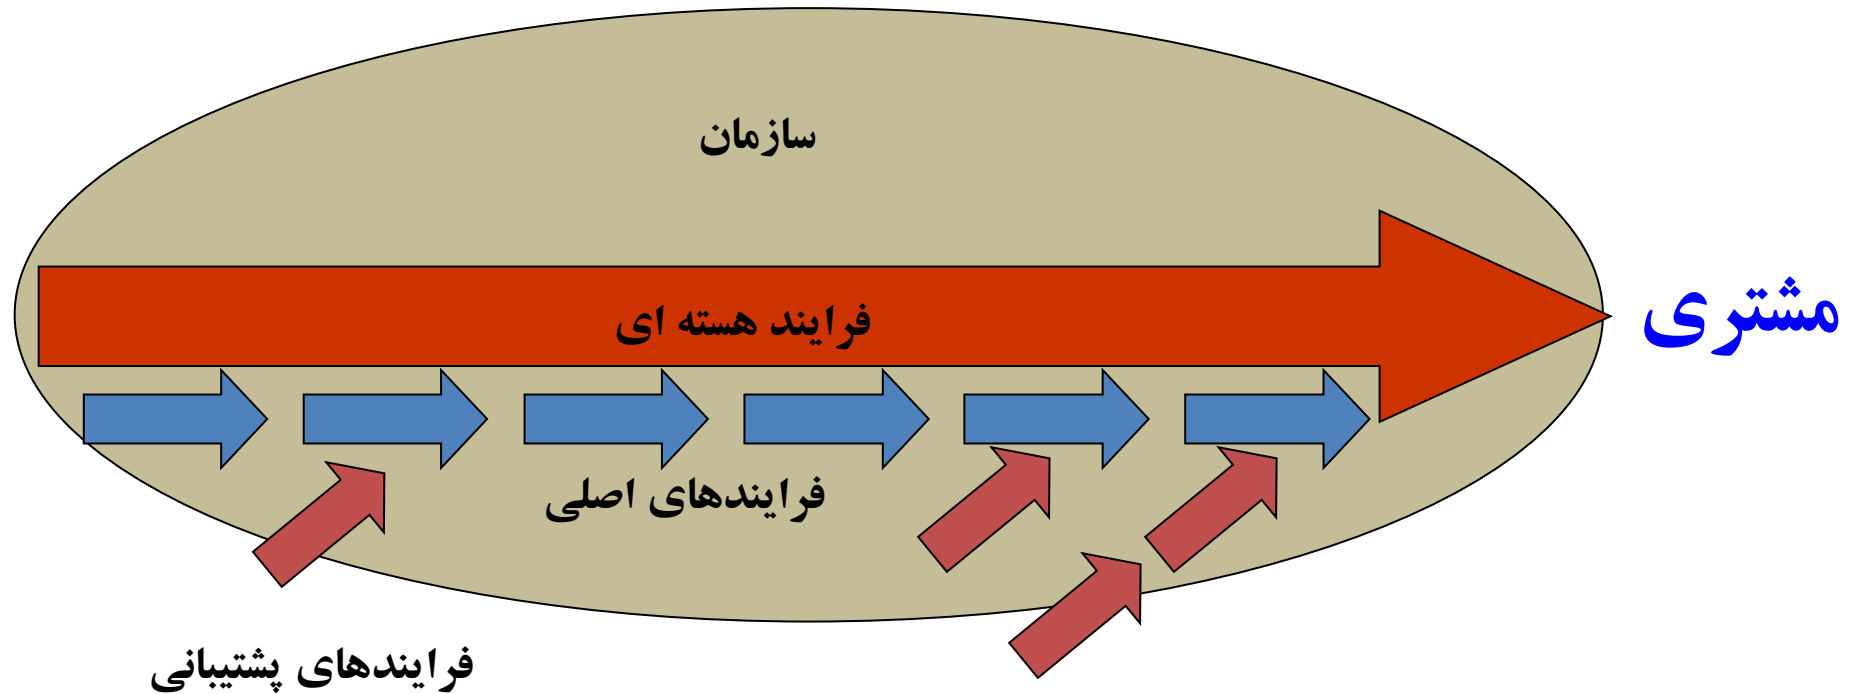 سازمان
فرایند هسته ای
مشتری
فرایندهای اصلی
فرایندهای پشتیبانی